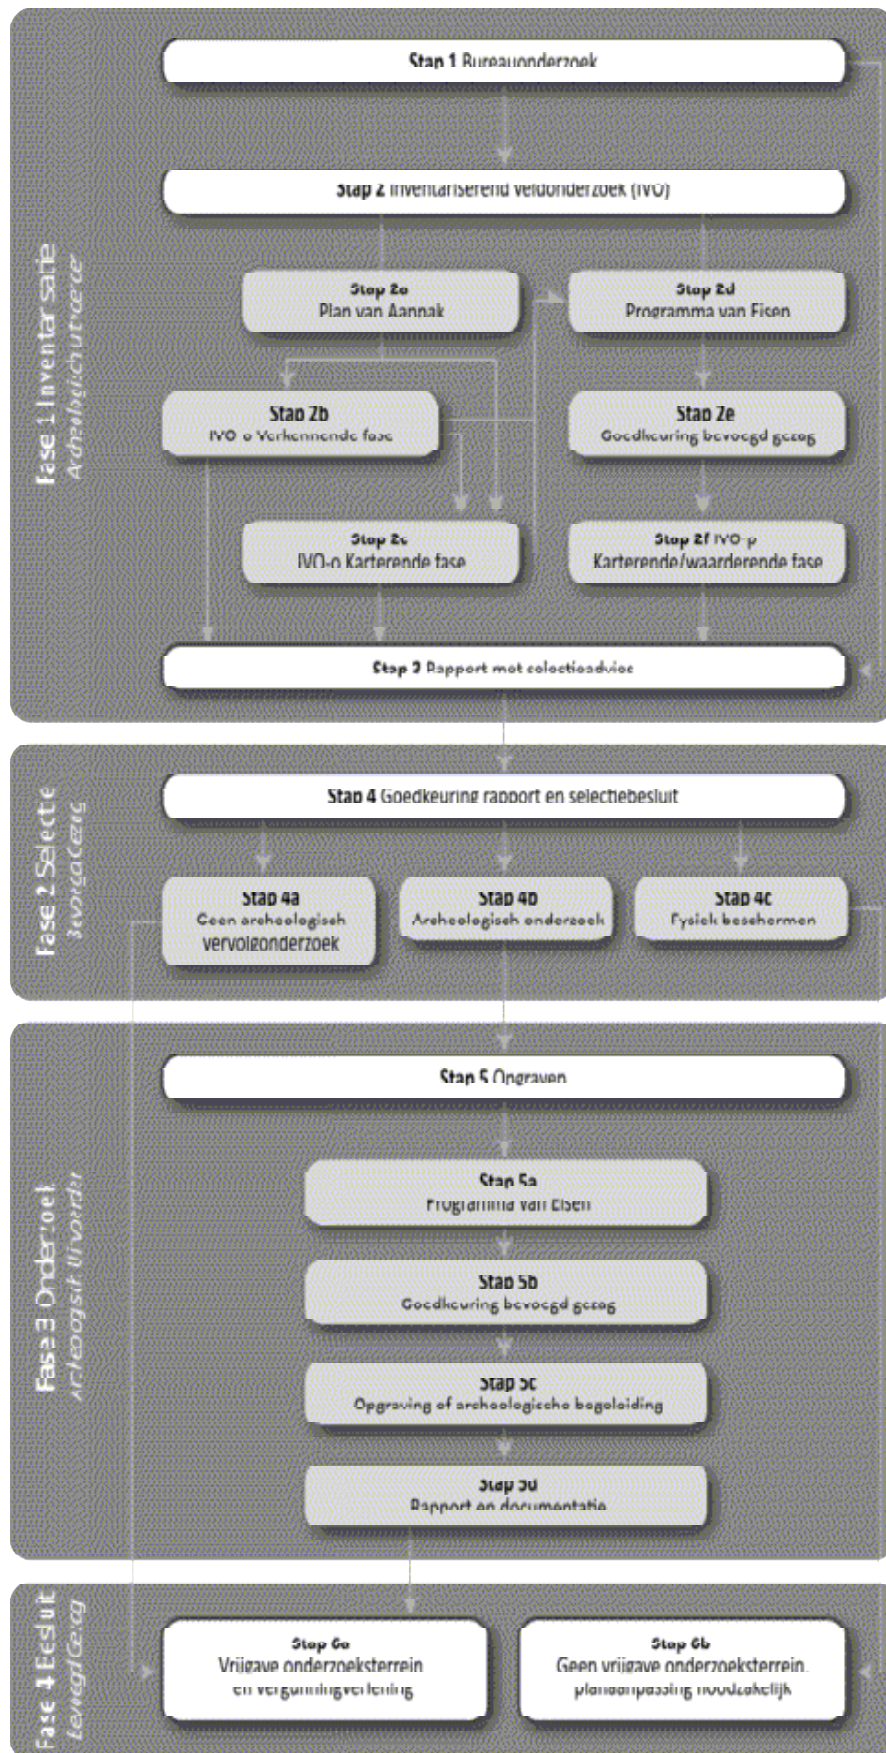 Stap 1 Bureauonderzoek
Stap 2 Inventariserend veldonderzoek (IVO)
Fase 1 Inventarisatie
Stap 2a
Plan van Aanpak
Stap 2d
Programma van Eisen
Stap 2b
IVO-o Verkennende fase
Stap 2e
Goedkeuring bevoegd gezag
Stap 2c
IVO-o Karterende fase
Stap 2f IVO-p
Karterende/waarderende fase
Stap 3 Rapport met selectieadvies
Fase 2 Selectie
Bevoegd Gezag
Stap 4 Goedkeuring rapport en selectiebesluit
Stap 4a
Geen archeologisch
vervolgonderzoek
Stap 4b
Archeologisch onderzoek
Stap 4c
Fysiek beschermen
Fase 3 Onderzoek
Stap 5 Opgraven
Stap 5a
Programma van Eisen
Stap 5b
Goedkeuring bevoegd gezag
Stap 5c
Opgraving of archeologische begeleiding
Stap 5d
Rapport en documentatie
Fase 4 Besluit
Bevoegd Gezag
Stap 6a
Vrijgave onderzoeksterrein
en vergunningverlening
Stap 6b
Geen vrijgave onderzoeksterrein,
planaanpassing noodzakelijk